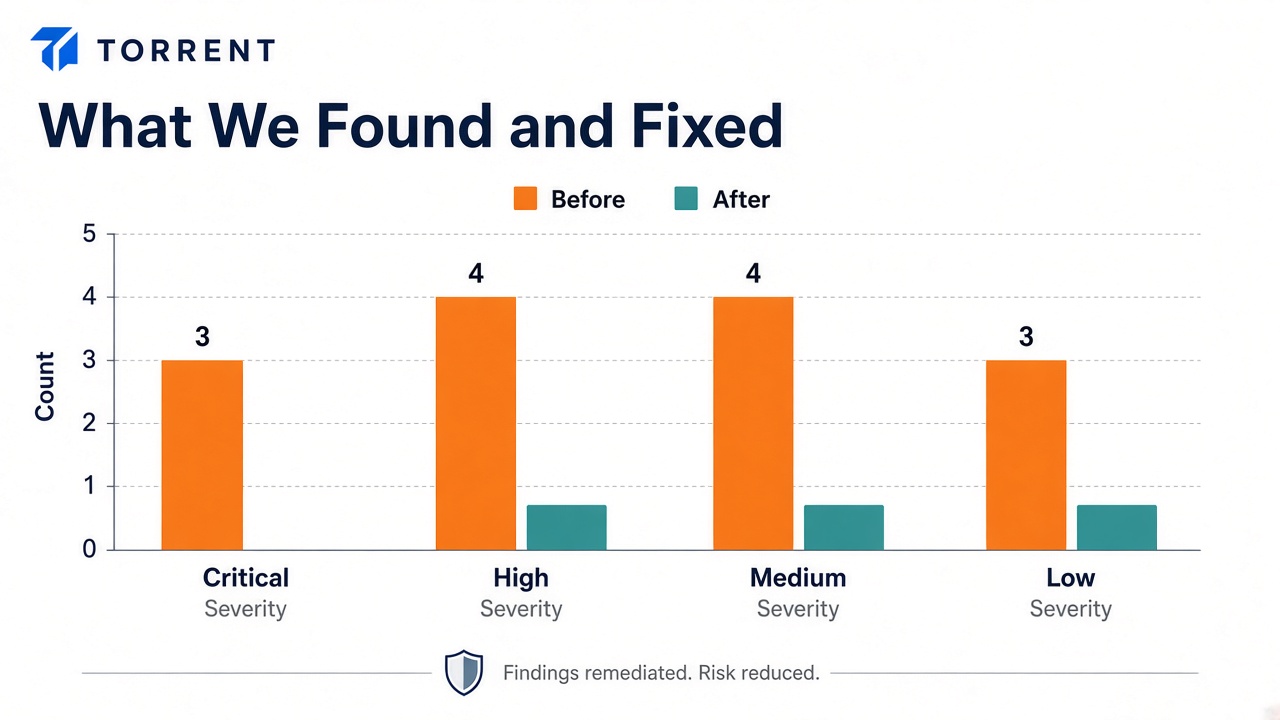 TORRENT
What We Found and Fixed
Before After
5
4
3
2
1
0
Count
3
4
4
3
Critical High Medium Low
Severity Severity Severity Severity
Findings remediated. Risk reduced.